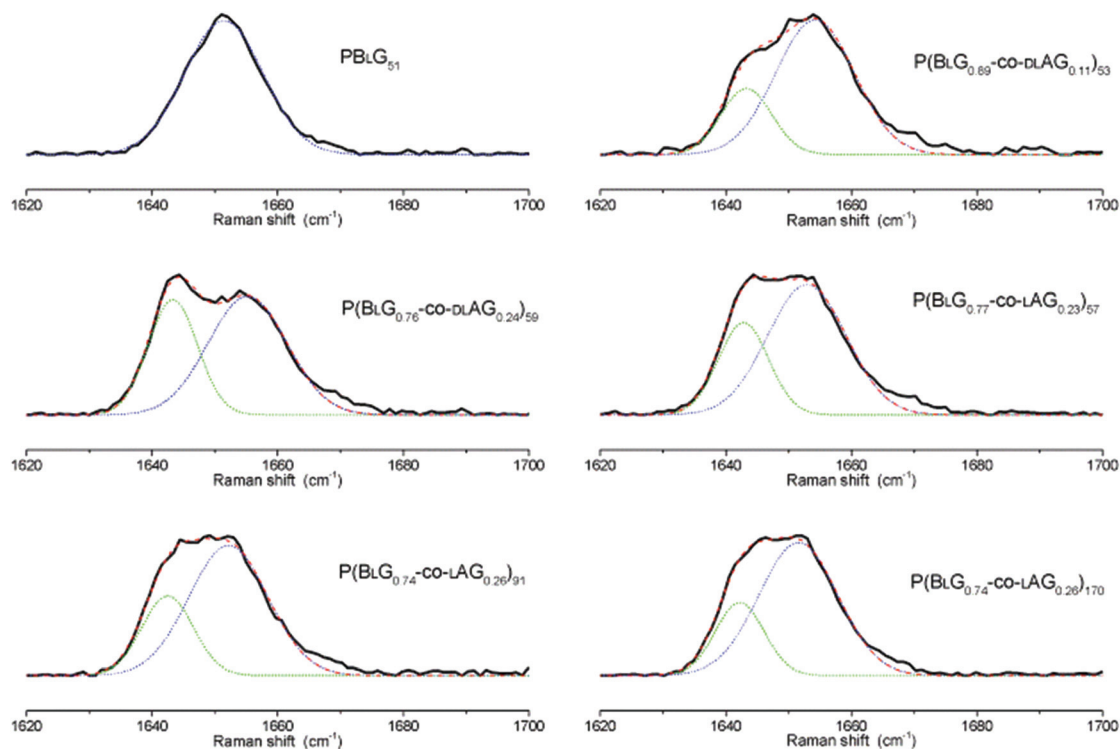 PBLG51
1620 1640 1660 1680 1700
Raman shift (cm-1)
P(BLG0.89-co-DLAG0.11)53
1620 1640 1660 1680 1700
Raman shift (cm-1)
P(BLG0.76-co-DLAG0.24)59
1620 1640 1660 1680 1700
Raman shift (cm-1)
P(BLG0.77-co-LAG0.23)57
1620 1640 1660 1680 1700
Raman shift (cm-1)
P(BLG0.74-co-LAG0.26)91
1620 1640 1660 1680 1700
Raman shift (cm-1)
P(BLG0.74-co-LAG0.26)170
1620 1640 1660 1680 1700
Raman shift (cm-1)